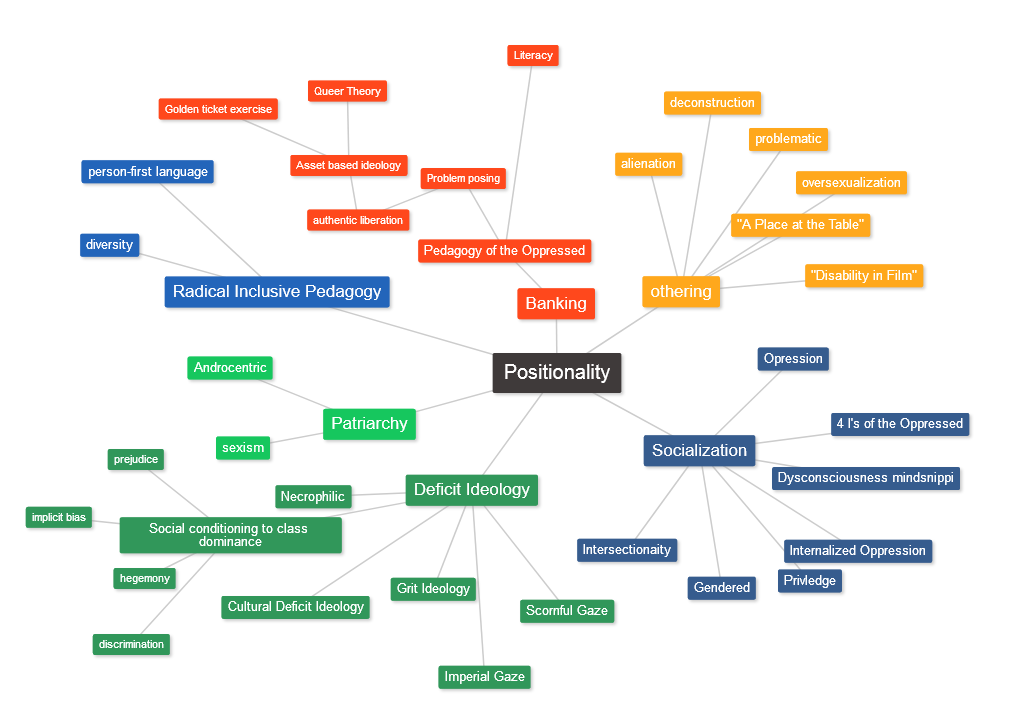 Literacy
Queer Theory
deconstruction
Golden ticket exercise
problematic
alienation
Asset based ideology
person-first language
Problem posing
oversexualization
authentic liberation
"A Place at the Table"
diversity
Pedagogy of the Oppressed
"Disability in Film"
Radical Inclusive Pedagogy
othering
Banking
Opression
Androcentric
Positionality
Patriarchy
4 I's of the Oppressed
sexism
Socialization
prejudice
Dysconsciousness mindsnippi
Deficit Ideology
Necrophilic
implicit bias
Social conditioning to class
dominance
Intersectionaity
Internalized Oppression
hegemony
Privledge
Grit Ideology
Gendered
Cultural Deficit Ideology
Scornful Gaze
discrimination
Imperial Gaze